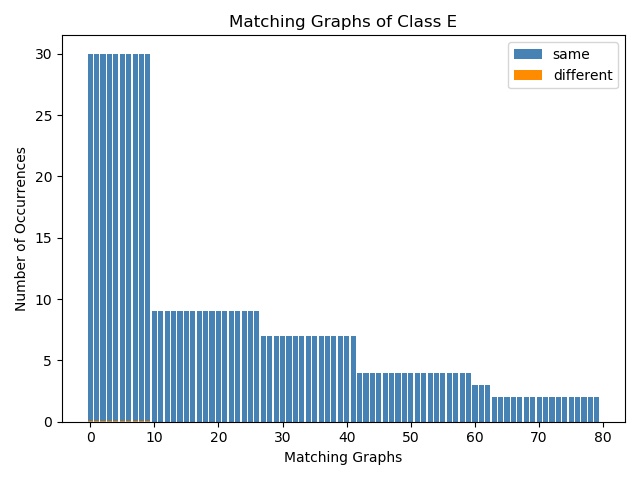 Matching Graphs of Class E
same
different
Number of Occurrences
30
25
20
15
10
5
0
0 10 20 30 40 50 60 70 80
Matching Graphs